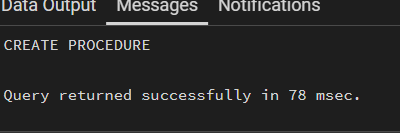 Data Output Messages Notifications
CREATE PROCEDURE
Query returned successfully in 78 msec.